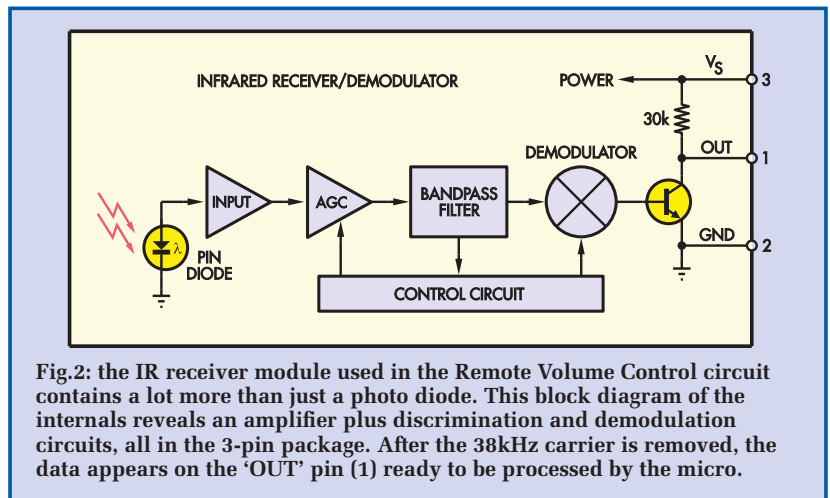 INFRARED RECEIVER/DEMODULATOR
POWER
VS
3
30k
OUT
1
DEMODULATOR
INPUT
AGC
BANDPASS
FILTER
GND
2
λ
PIN
DIODE
CONTROL CIRCUIT
Fig.2: the IR receiver module used in the Remote Volume Control circuit
contains a lot more than just a photo diode. This block diagram of the
internals reveals an amplifier plus discrimination and demodulation
circuits, all in the 3-pin package. After the 38kHz carrier is removed, the
data appears on the ‘OUT’ pin (1) ready to be processed by the micro.